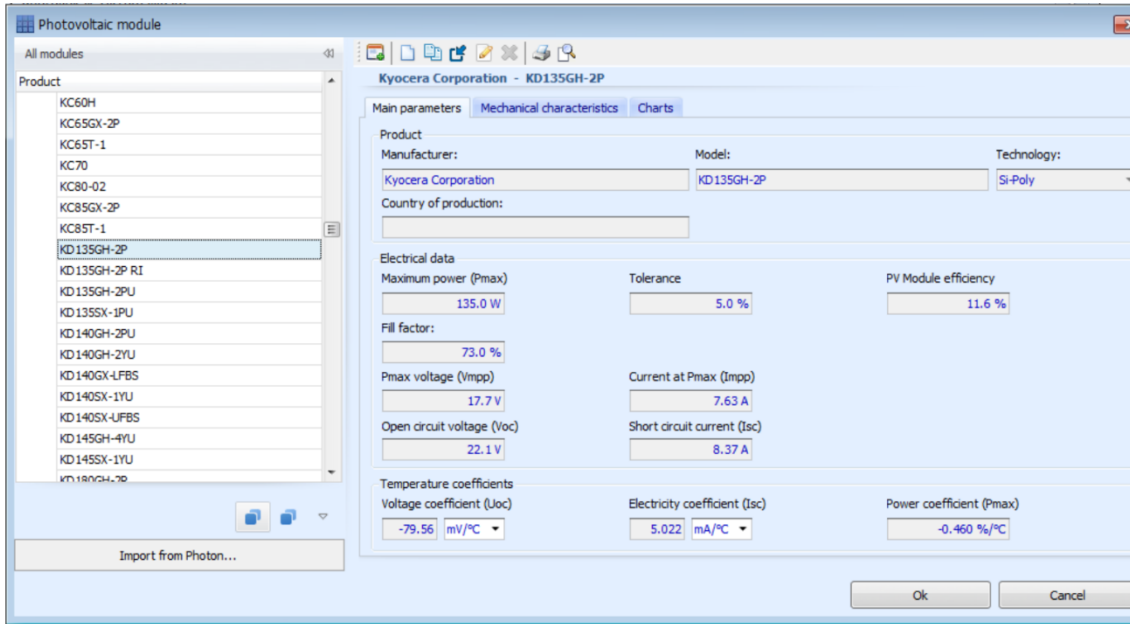 Photovoltaic module
All modules
Product
KC60H
KC65GX-2P
KC65T-1
KC70
KC80-02
KC85GX-2P
KC85T-1
KD135GH-2P
KD135GH-2P RI
KD135GH-2PU
KD135SX-1PU
KD140GH-2PU
KD140GH-2YU
KD140GX-LFBS
KD140SX-1YU
KD140SX-UFBS
KD145GH-4YU
KD145SX-1YU
KD180GH-2P
Import from Photon...
Kyocera Corporation - KD135GH-2P
Main parameters Mechanical characteristics Charts
Product
Manufacturer: Model: Technology:
Kyocera Corporation KD135GH-2P Si-Poly
Country of production:
Electrical data
Maximum power (Pmax) Tolerance PV Module efficiency
135.0 W 5.0 % 11.6 %
Fill factor:
73.0 %
Pmax voltage (Vmpp) Current at Pmax (Impp)
17.7 V 7.63 A
Open circuit voltage (Voc) Short circuit current (Isc)
22.1 V 8.37 A
Temperature coefficients
Voltage coefficient (Uoc) Electricity coefficient (Isc) Power coefficient (Pmax)
-79.56 mV/°C 5.022 mA/°C -0.460 %/°C
Ok Cancel